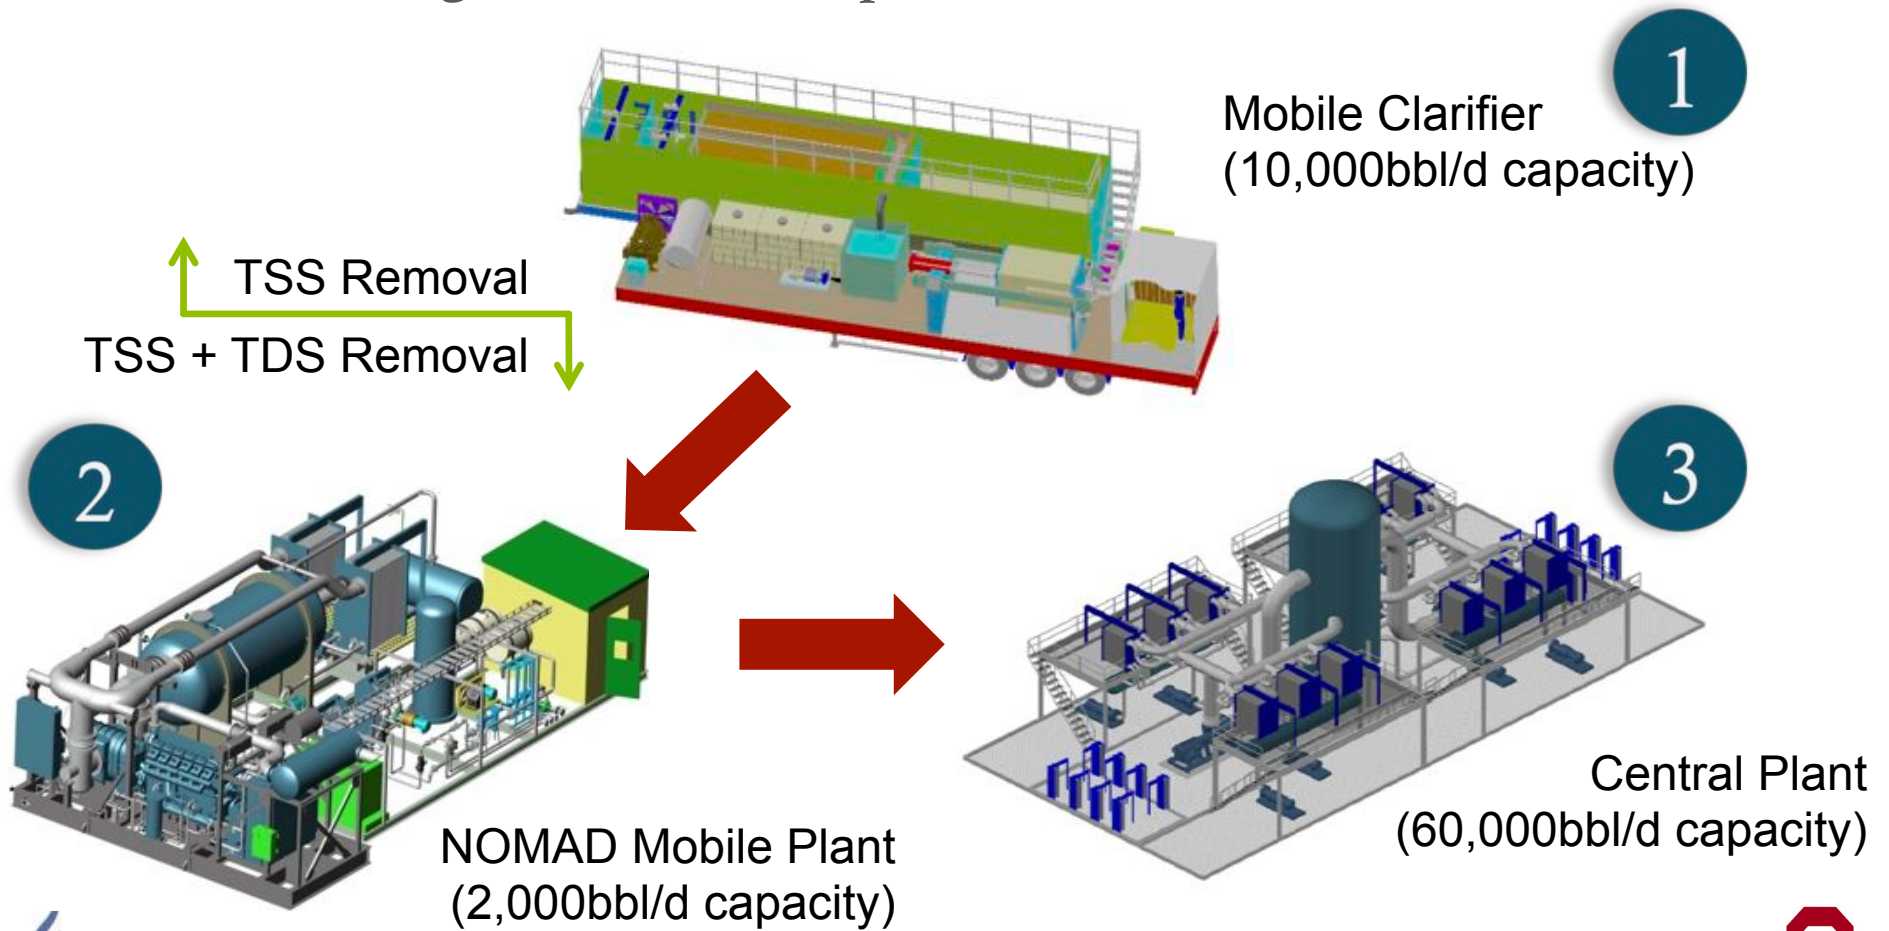 1
Mobile Clarifier
(10,000bbl/d capacity)
TSS Removal
TSS + TDS Removal
2
3
NOMAD Mobile Plant
(2,000bbl/d capacity)
Central Plant
(60,000bbl/d capacity)